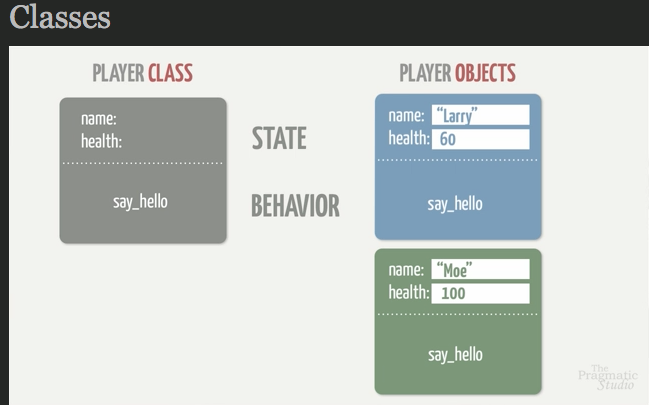 Classes
PLAYER CLASS
name:
health:
say_hello
STATE
BEHAVIOR
PLAYER OBJECTS
name: “Larry”
health: 60
say_hello
name: “Moe”
health: 100
say_hello
The
Pragmatic
Studio